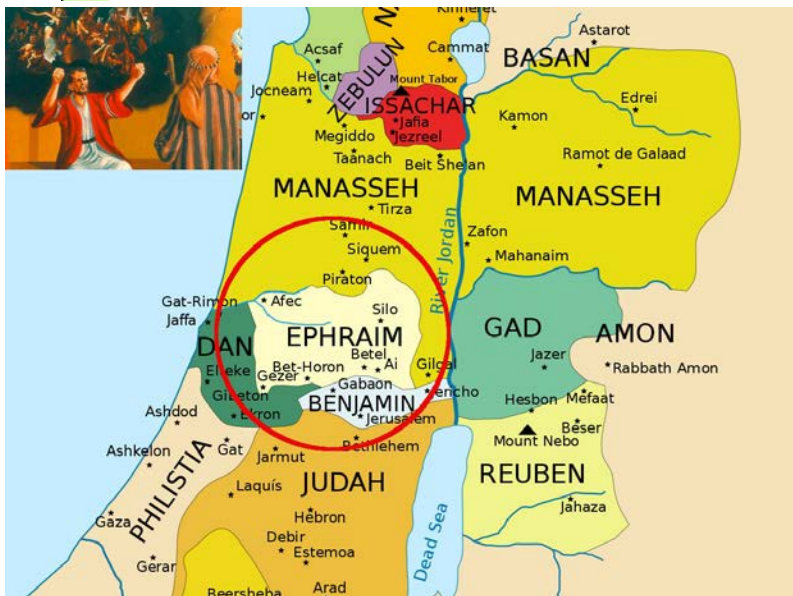 Kinneret
Astarot
Acsaf
Cammat
BASAN
ZEBULUN
Helcat
Mount Tabor
Jocneam
ISSACHAR
Edrei
or
Jafia
Kamon
Megiddo
Jezreel
Taanach
Beit Shean
Ramot de Galaad
MANASSEH
MANASSEH
Tirza
Samir
Zafon
Siquem
River Jordan
Mahanaim
Piraton
Gat-Rimon
Afec
Jaffa
Silo
GAD
AMON
DAN
EPHRAIM
Betel
Jazer
Elteke
Bet-Horon
Ai
Gilgal
Rabbath Amon
Gezer
Gabaon
Gibeton
Jericho
Mefaat
BENJAMIN
Hesbon
Ashdod
Ekron
Jerusalem
Beser
Mount Nebo
Bethlehem
Ashkelon
Gat
Jarmut
REUBEN
PHILISTIA
Laquís
JUDAH
Jahaza
Gaza
Hebron
Dead Sea
Debir
Gerar
Estemoa
Beersheba
Arad